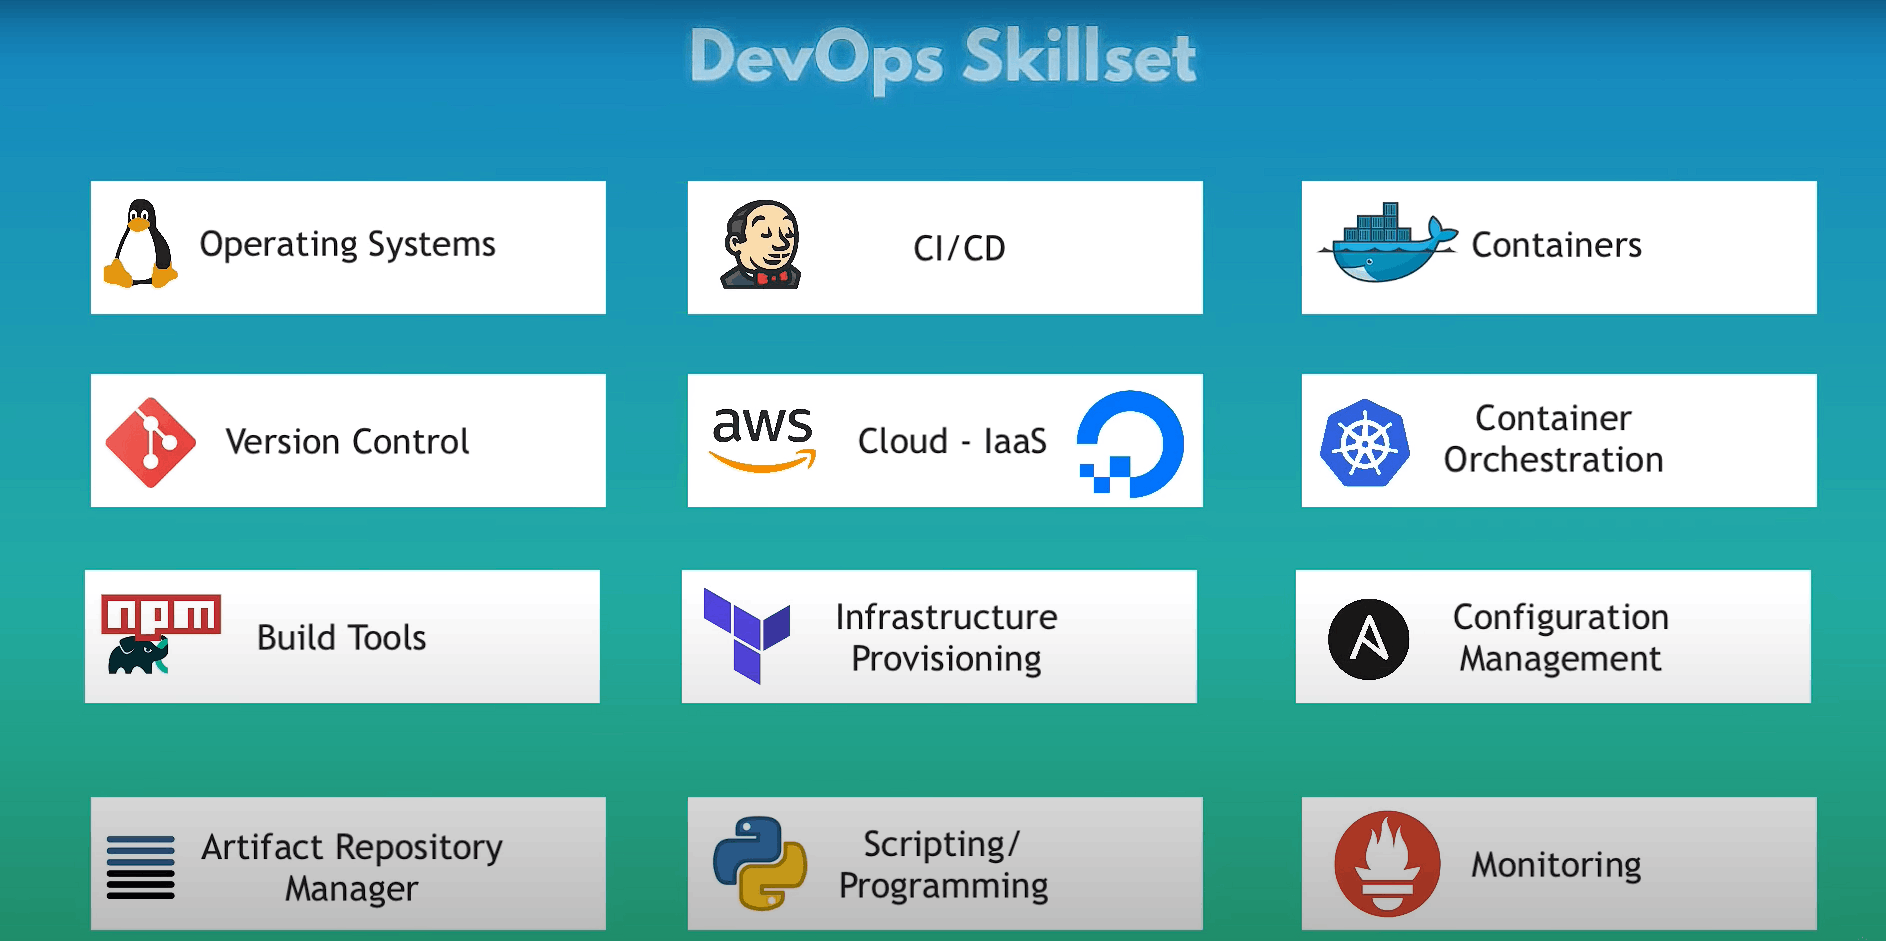 DevOps Skillset
Operating Systems
CI/CD
Containers
Version Control
aws
Cloud - IaaS
Container
Orchestration
npm
Build Tools
Infrastructure
Provisioning
Configuration
Management
Artifact Repository
Manager
Scripting/
Programming
Monitoring